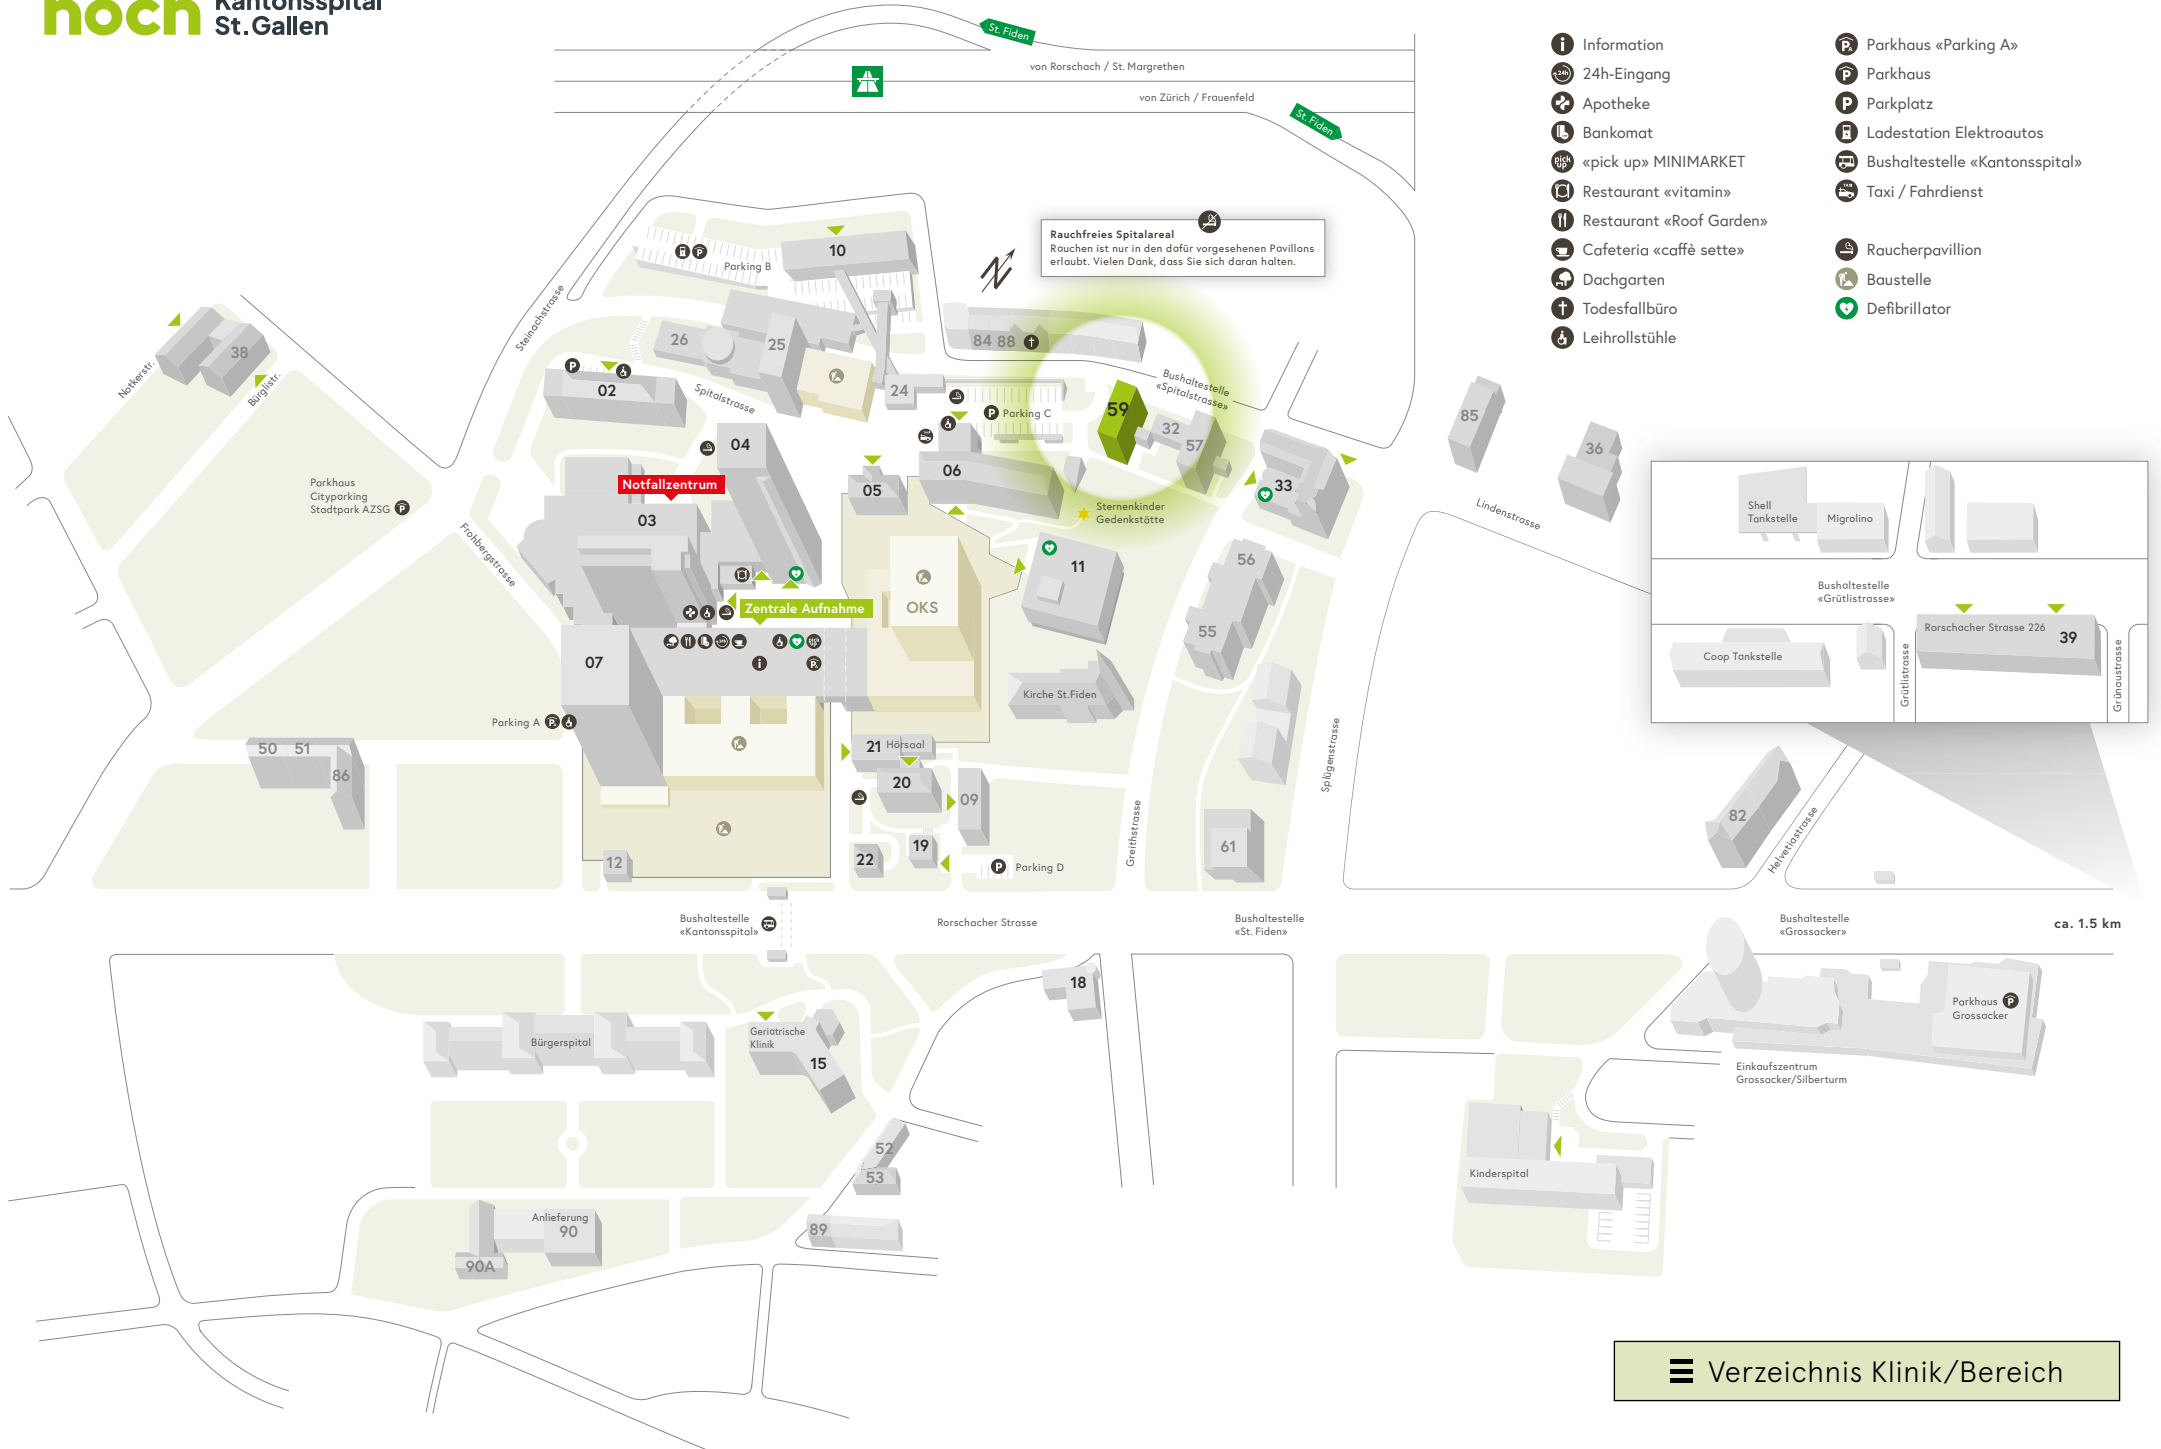 noch Kantonsspital
St.Gallen
St. Fiden
von Rorschach / St. Margrethen
von Zürich / Frauenfeld
St. Fiden
Information
24h-Eingang
Apotheke
Bankomat
«pick up» MINIMARKET
Restaurant «vitamin»
Restaurant «Roof Garden»
Cafeteria «caffè sette»
Dachgarten
Todesfallbüro
Leihrollstühle
Parkhaus «Parking A»
Parkhaus
Parkplatz
Ladestation Elektroautos
Bushaltestelle «Kantonsspital»
Taxi / Fahrdienst
Raucherpavillion
Baustelle
Defibrillator
Rauchfreies Spitalareal
Rauchen ist nur in den dafür vorgesehenen Pavillons
erlaubt. Vielen Dank, dass Sie sich daran halten.
N
10
Parking B
Steinachstrasse
38
Notkerstr.
Bürglistr.
26
25
84 88
02
Spitalstrasse
24
Bushaltestelle
«Spitalstrasse»
Parking C
59
32
57
85
36
04
06
05
33
Notfallzentrum
03
Parkhaus
Cityparking
Stadtpark AZSG
Frohbergstrasse
Sternenkinder
Gedenkstätte
Lindenstrasse
11
56
55
OKS
Zentrale Aufnahme
07
Kirche St.Fiden
Parking A
Shell
Tankstelle
Migrolino
Bushaltestelle
«Grütlistrasse»
Rorschacher Strasse 226
39
Coop Tankstelle
Grütlistrasse
Grünaustrasse
50 51
86
21 Hörsaal
20
09
19
22
12
Parking D
Greithstrasse
Splügenstrasse
61
82
Helvetiastrasse
Bushaltestelle
«Kantonsspital»
Rorschacher Strasse
Bushaltestelle
«St. Fiden»
Bushaltestelle
«Grossacker»
ca. 1.5 km
18
Parkhaus
Grossacker
Einkaufszentrum
Grossacker/Silberturm
Bürgerspital
Geriatrische
Klinik
15
52
53
89
Anlieferung
90
90A
Kinderspital
Verzeichnis Klinik/Bereich